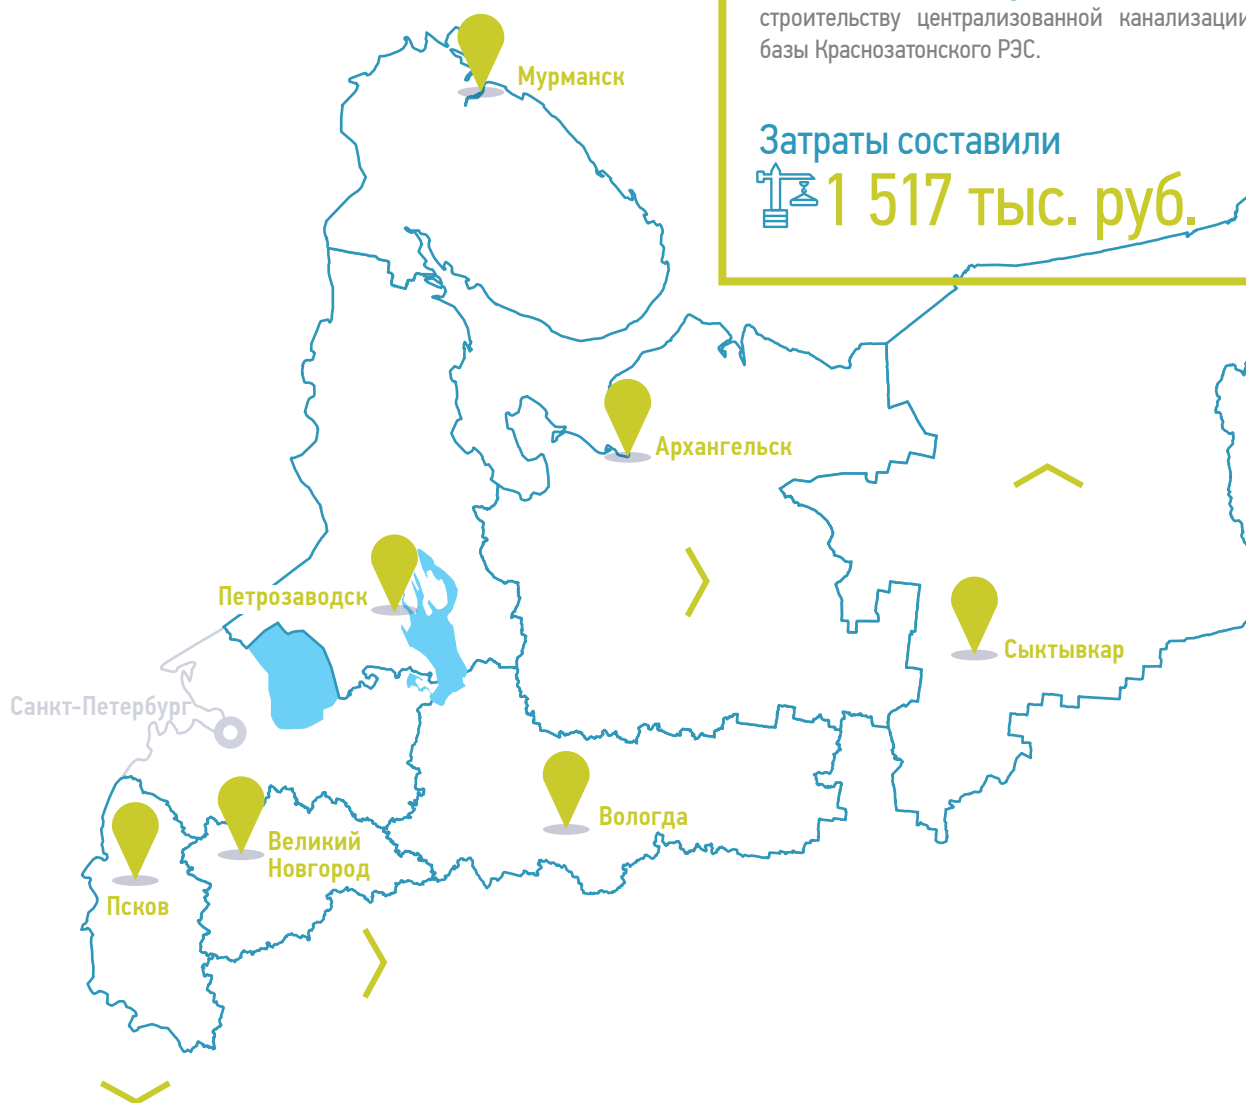 строительству централизованной канализации
базы Краснозатонского РЭС.
Затраты составили
1 517 тыс. руб.
Мурманск
Архангельск
Петрозаводск
Сыктывкар
Санкт-Петербург
Вологда
Великий
Новгород
Псков